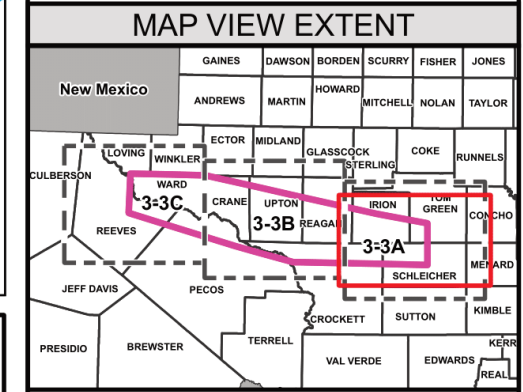 MAP VIEW EXTENT
GAINES DAWSON BORDEN SCURRY FISHER JONES
New Mexico
ANDREWS MARTIN HOWARD MITCHELL NOLAN TAYLOR
ECTOR MIDLAND GLASSCOCK STERLING COKE RUNNELS
LOVING WINKLER
CULBERSON WARD CRANE UPTON REAGAN IRION TOM GREEN CONCHO
3-3C 3-3B 3-3A
REEVES SCHLEICHER MENARD
JEFF DAVIS PECOS CROCKETT SUTTON KIMBLE
PRESIDIO BREWSTER TERRELL VAL VERDE EDWARDS KERR
REAL